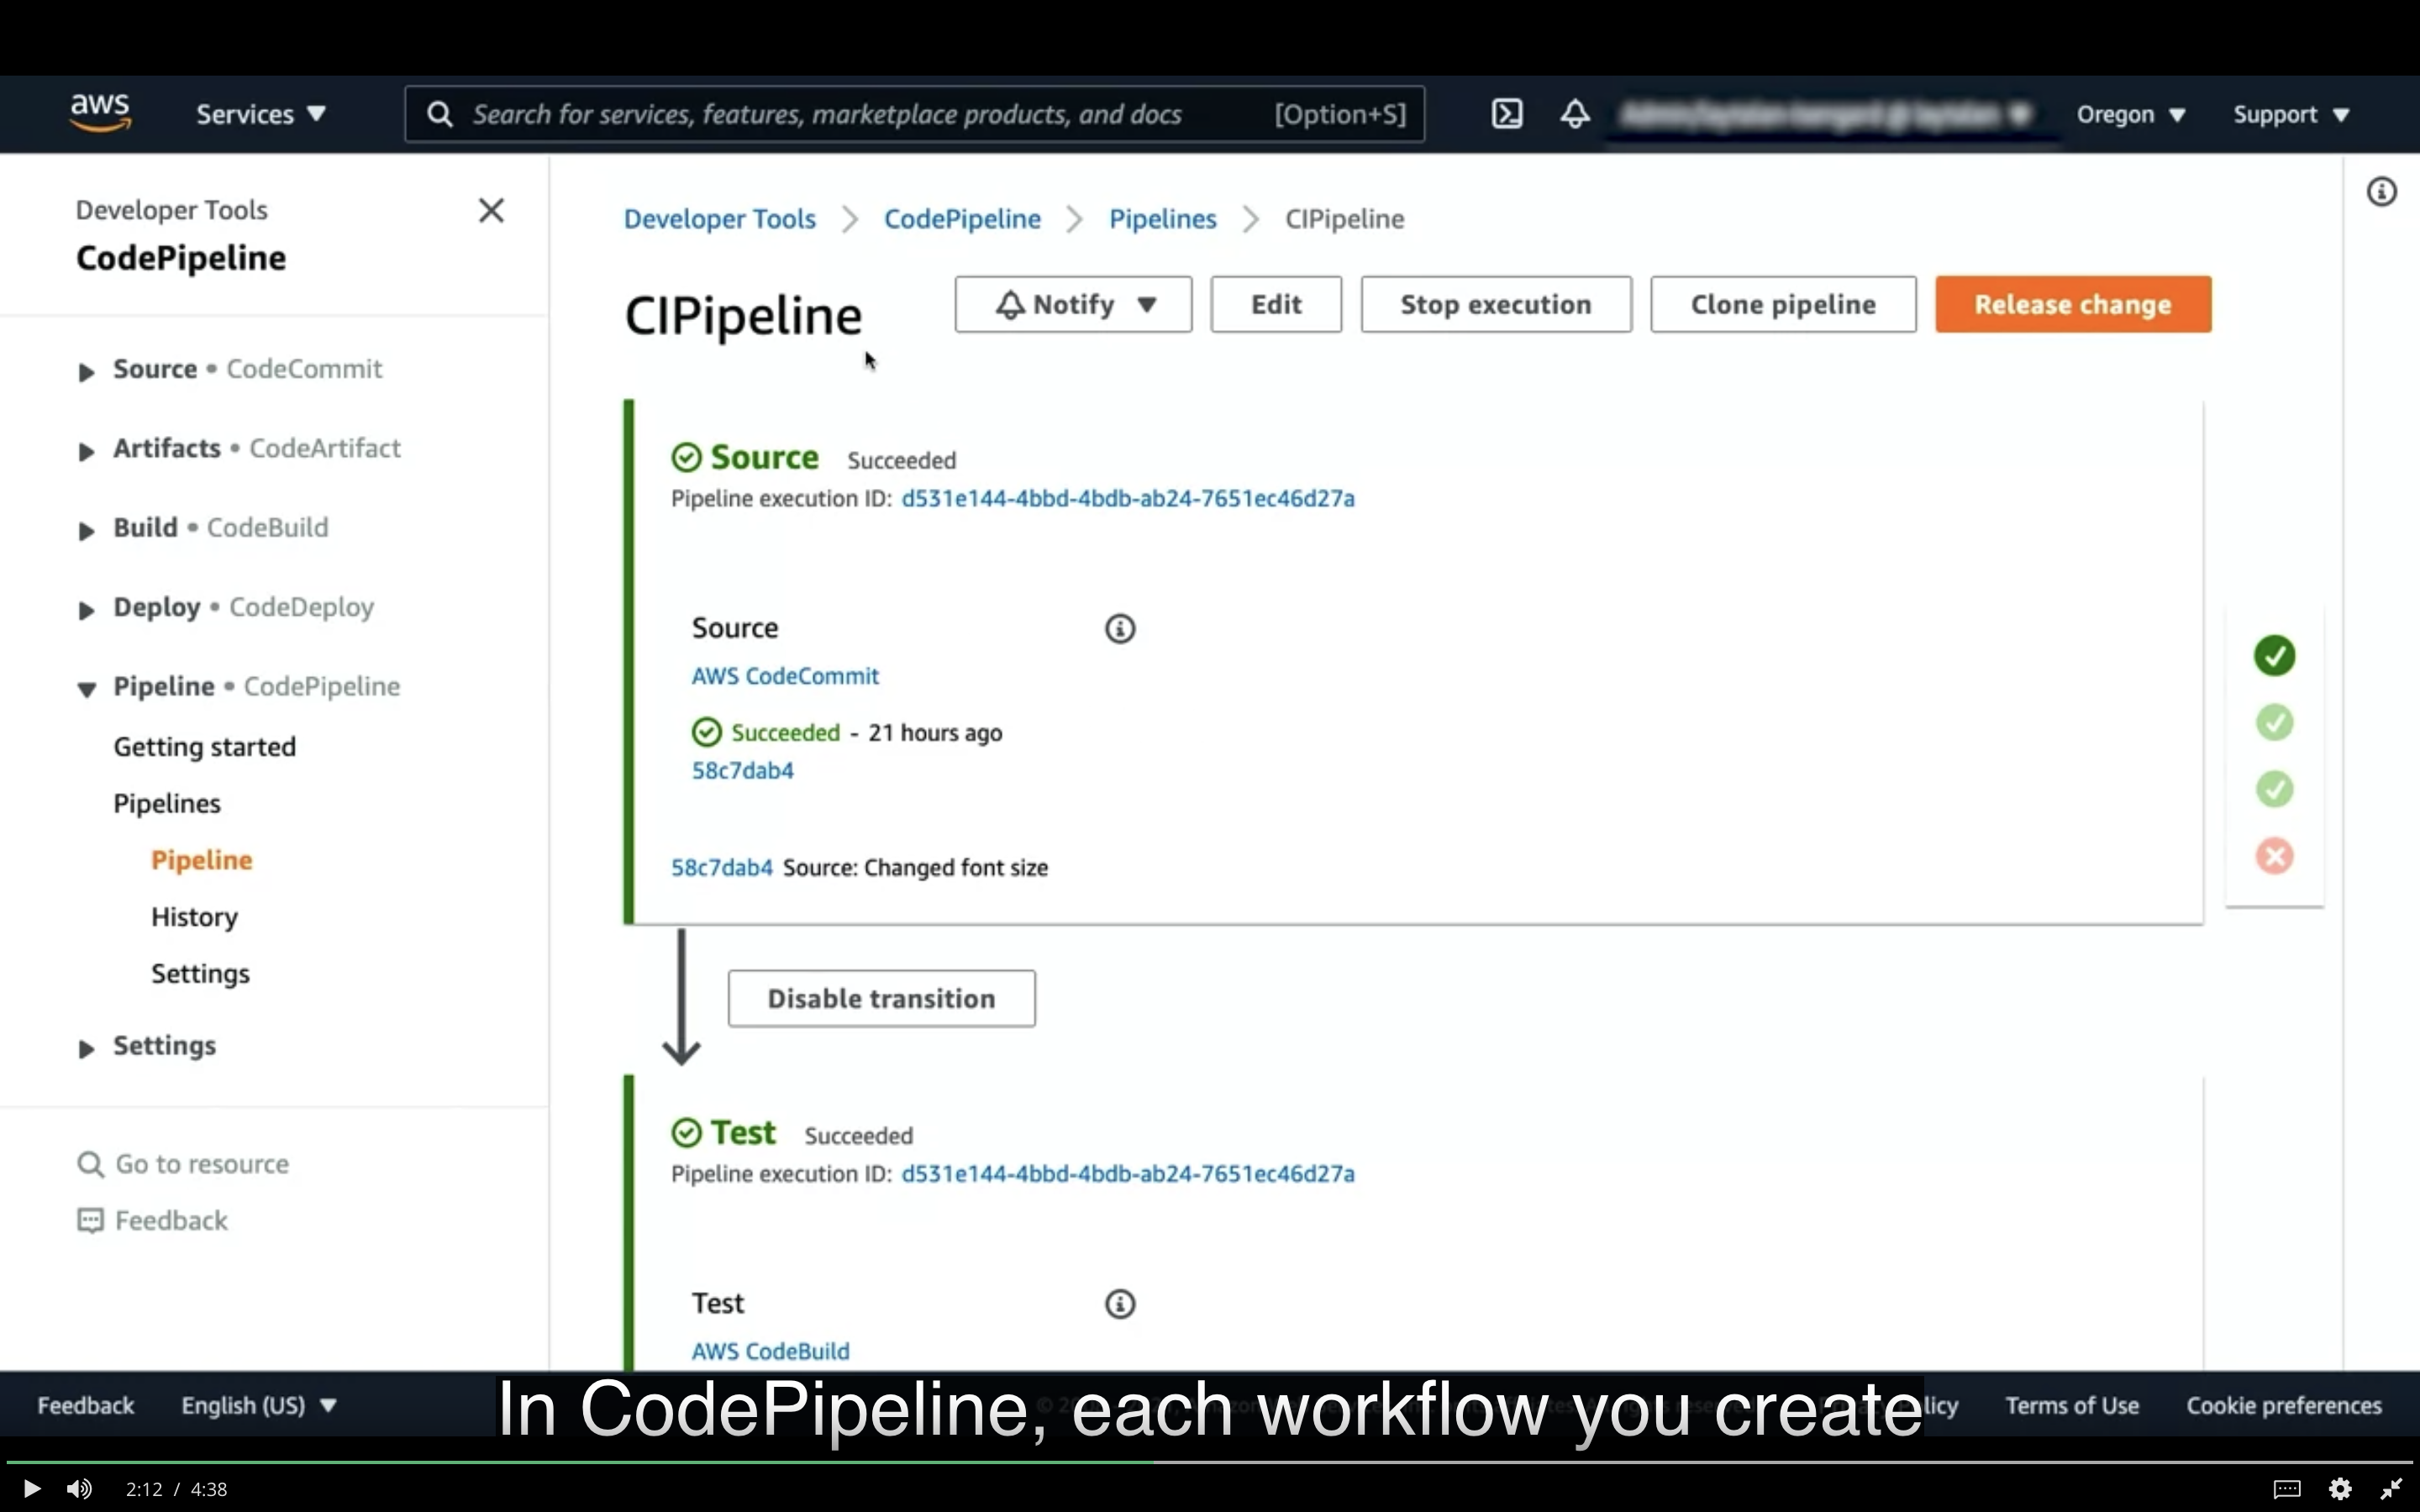 aws
Services
Search for services, features, marketplace products, and docs
[Option+S]
Oregon
Support
Developer Tools
CodePipeline
Source • CodeCommit
Artifacts • CodeArtifact
Build • CodeBuild
Deploy • CodeDeploy
Pipeline • CodePipeline
Getting started
Pipelines
Pipeline
History
Settings
Settings
Go to resource
Feedback
Developer Tools > CodePipeline > Pipelines > CIPipeline
CIPipeline
Notify
Edit
Stop execution
Clone pipeline
Release change
Source Succeeded
Pipeline execution ID: d531e144-4bbd-4bdb-ab24-7651ec46d27a
Source
AWS CodeCommit
Succeeded - 21 hours ago
58c7dab4
58c7dab4 Source: Changed font size
Disable transition
Test Succeeded
Pipeline execution ID: d531e144-4bbd-4bdb-ab24-7651ec46d27a
Test
AWS CodeBuild
Feedback
English (US)
Terms of Use
Cookie preferences
In CodePipeline, each workflow you create
2:12 / 4:38